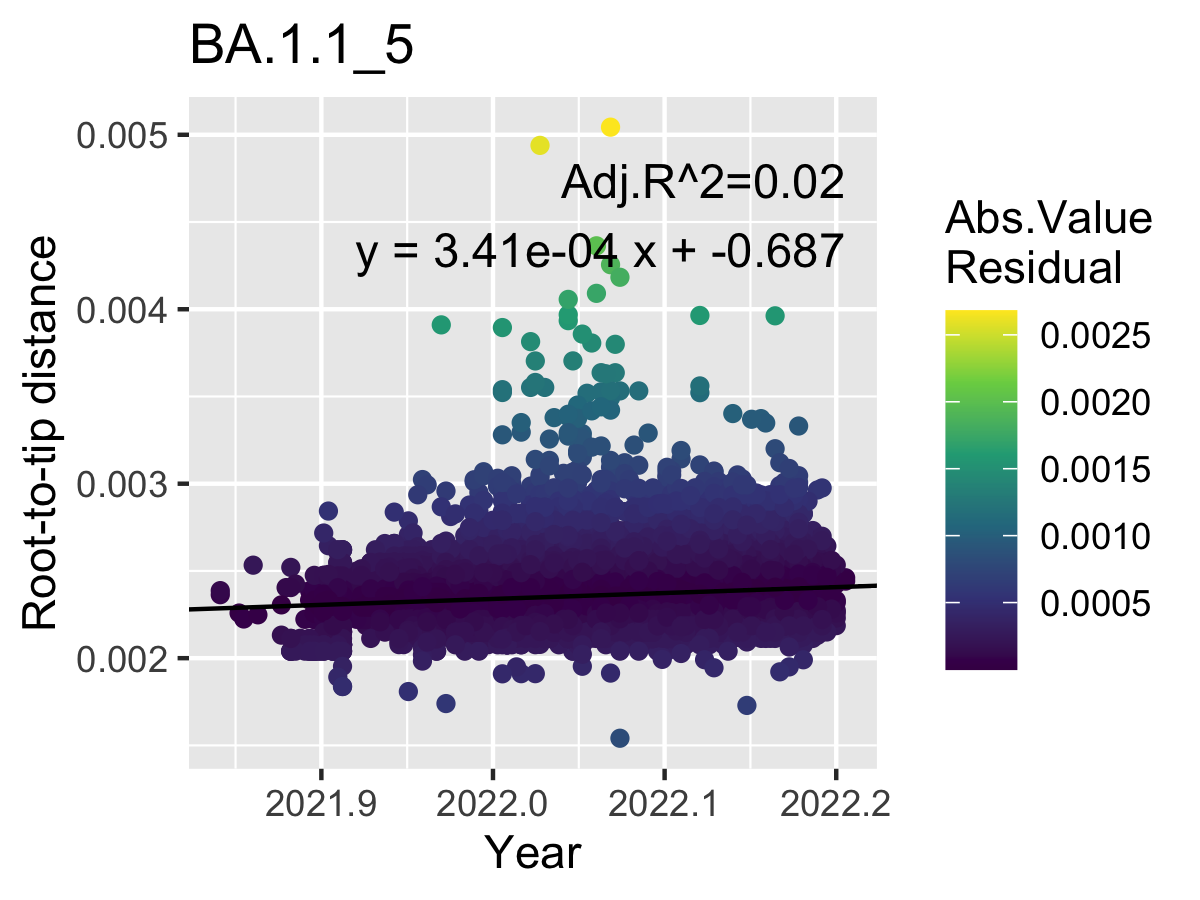 BA.1.1_5
0.005
0.004
0.003
0.002
Root-to-tip distance
Adj.R^2=0.02
y = 3.41e-04 x + -0.687
2021.9
2022.0
2022.1
2022.2
Year
Abs.Value
Residual
0.0025
0.0020
0.0015
0.0010
0.0005